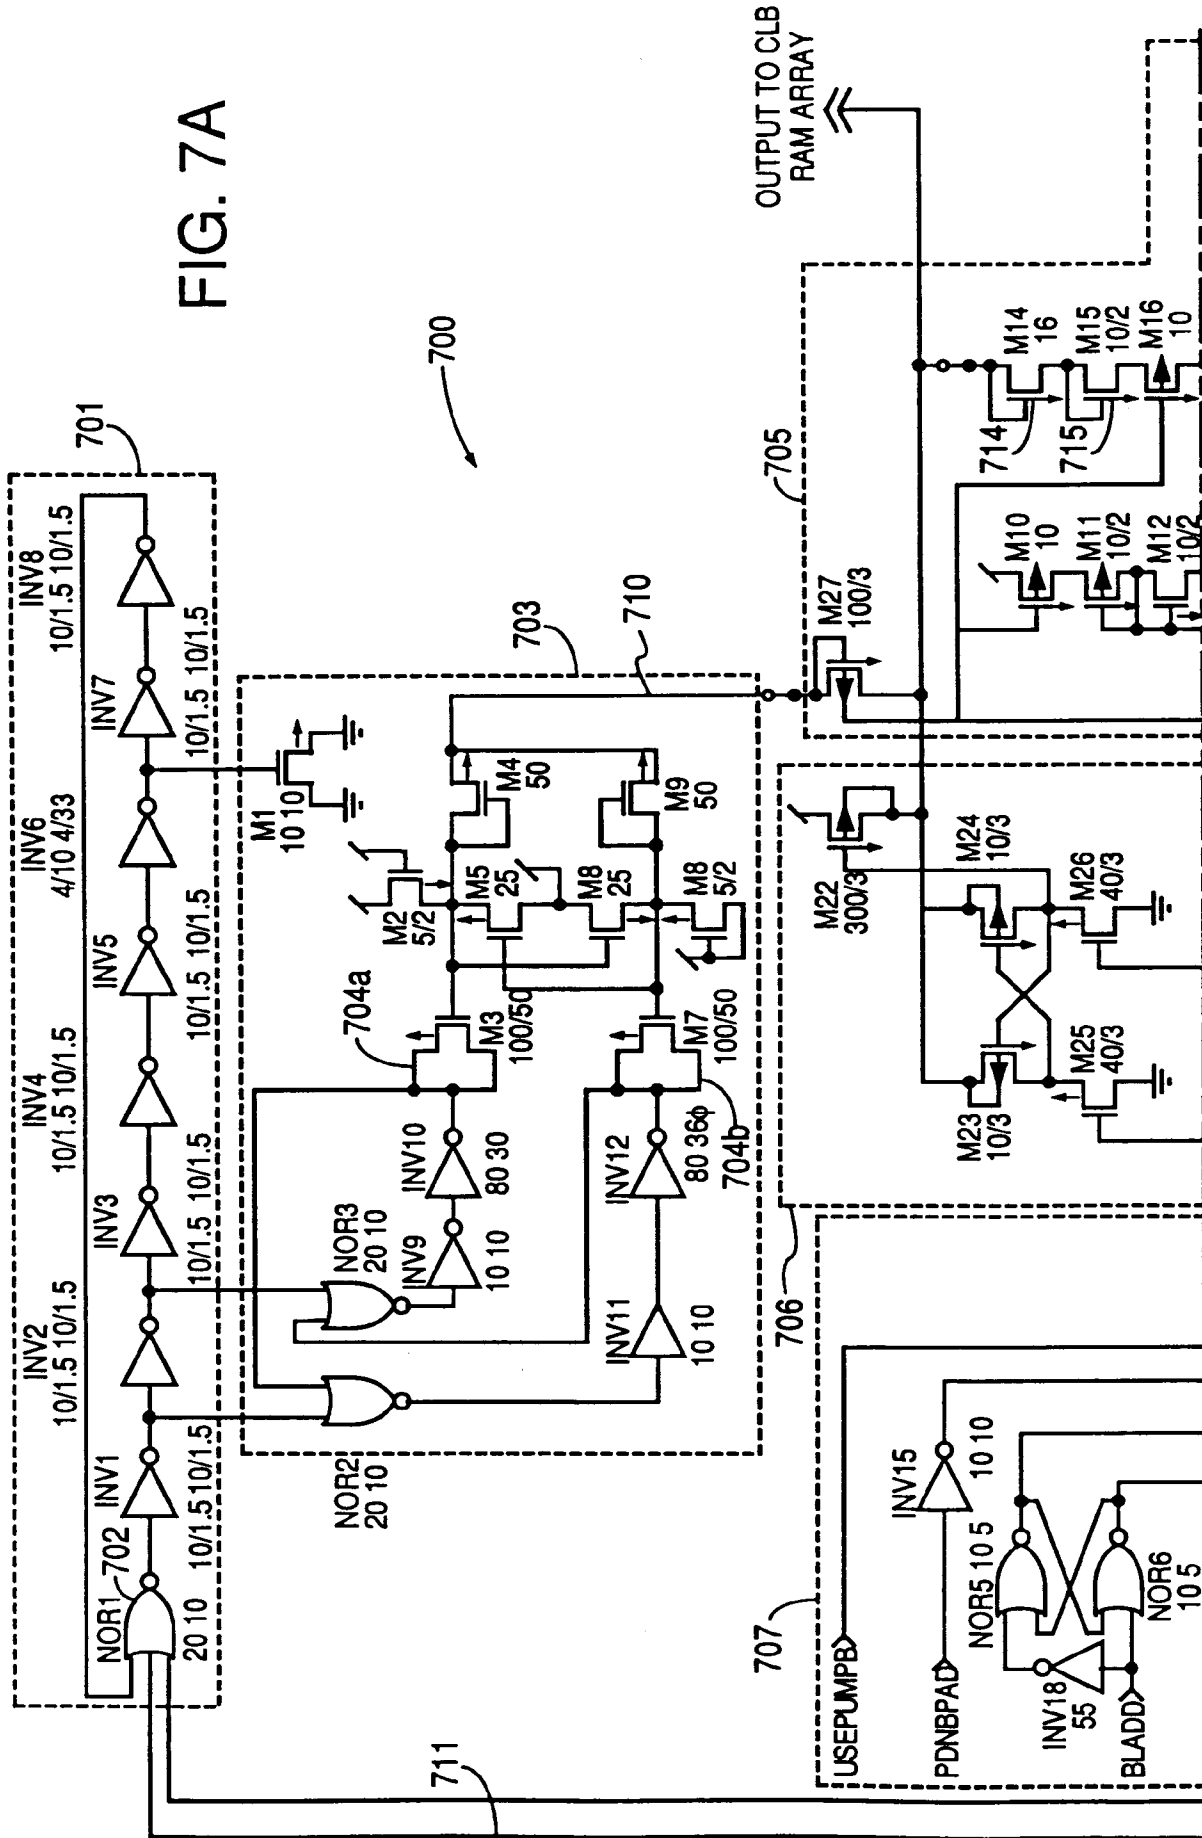 FIG. 7A
700
701
INV8
10/1.5 10/1.5
INV7
10/1.5 10/1.5
INV6
4/10 4/33
INV5
10/1.5 10/1.5
INV4
10/1.5 10/1.5
INV3
10/1.5 10/1.5
INV2
10/1.5 10/1.5
INV1
10/1.5 10/1.5
702
NOR1
20 10
711
703
M1
10 10
M2
5/2
M4
50
M5
25
M8
25
M9
50
M8
5/2
704a
M3
100/50
M7
100/50
704b
INV10
80 30
INV12
80 36ϕ
NOR3
20 10
INV9
10 10
INV11
10 10
NOR2
20 10
710
OUTPUT TO CLB
RAM ARRAY
705
M27
100/3
M14
16
714
M15
10/2
715
M16
10
M10
10
M11
10/2
M12
10/2
706
M22
300/3
M24
10/3
M26
40/3
M23
10/3
M25
40/3
707
USEPUMPB
PDNBPAD
INV15
10 10
NOR5 10 5
NOR6
10 5
INV18
55
BLADD